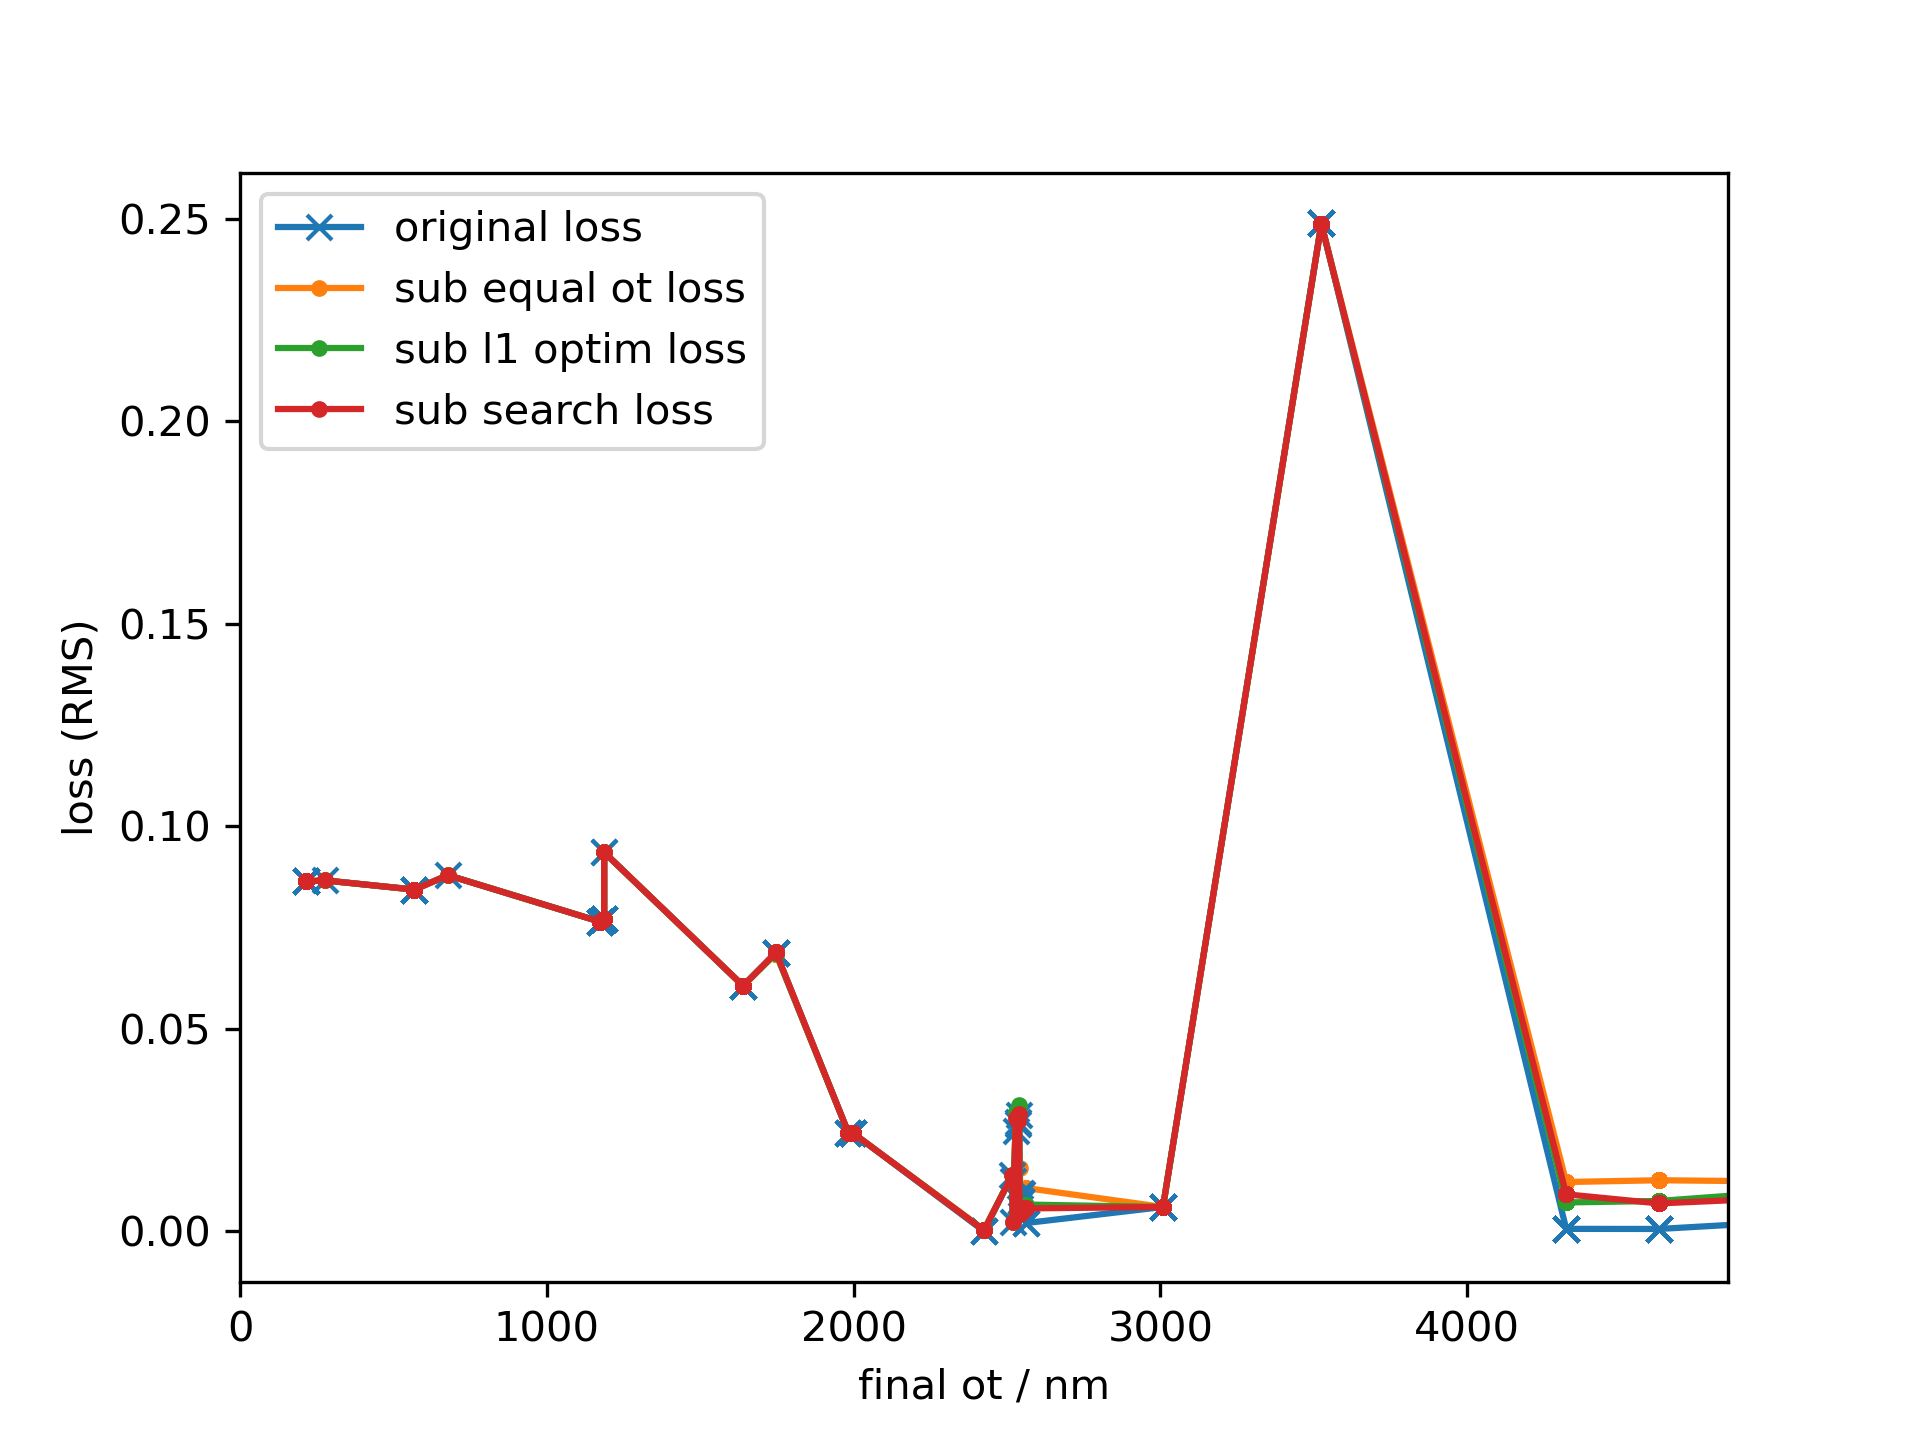 original loss
sub equal ot loss
sub l1 optim loss
sub search loss
0.25
0.20
0.15
0.10
0.05
0.00
loss (RMS)
0 1000 2000 3000 4000
final ot / nm